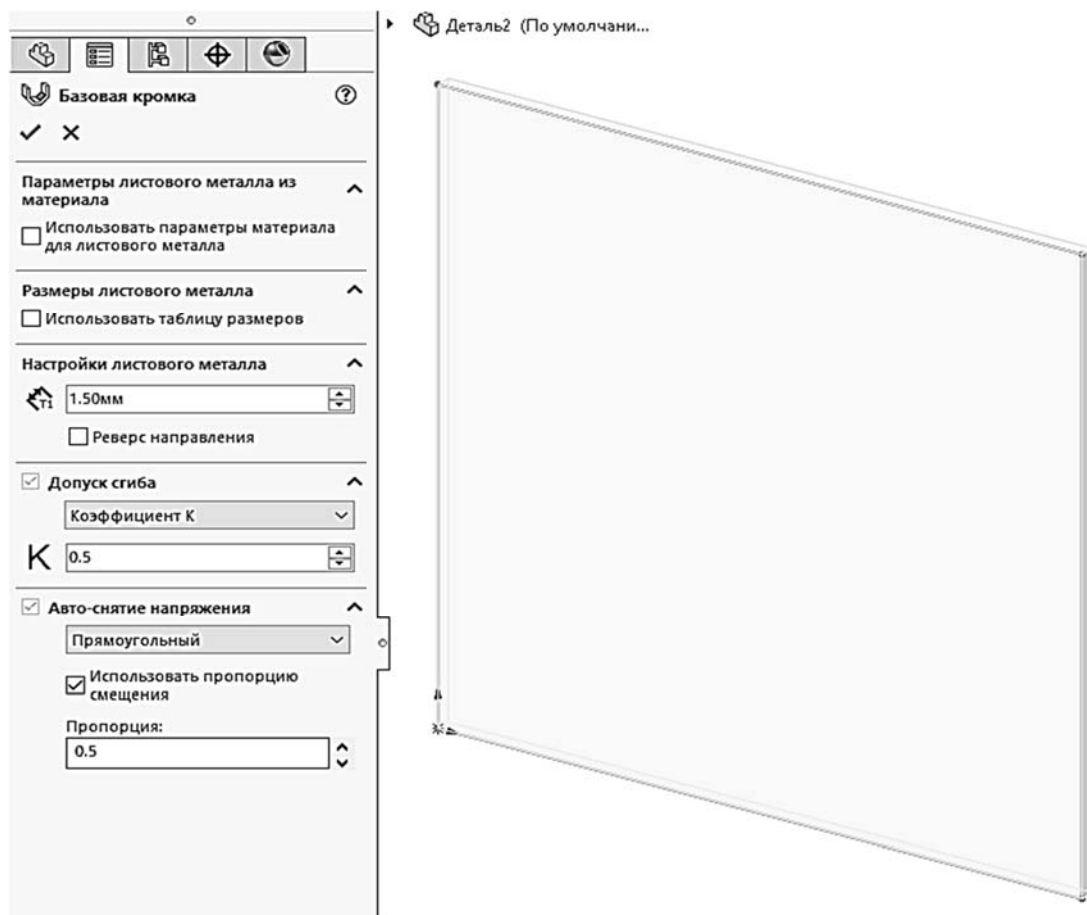 Деталь2 (По умолчани...
Базовая кромка
Параметры листового металла из
материала
Использовать параметры материала
для листового металла
Размеры листового металла
Использовать таблицу размеров
Настройки листового металла
T1
1.50мм
Реверс направления
Допуск сгиба
Коэффициент K
K
0.5
Авто-снятие напряжения
Прямоугольный
Использовать пропорцию
смещения
Пропорция:
0.5